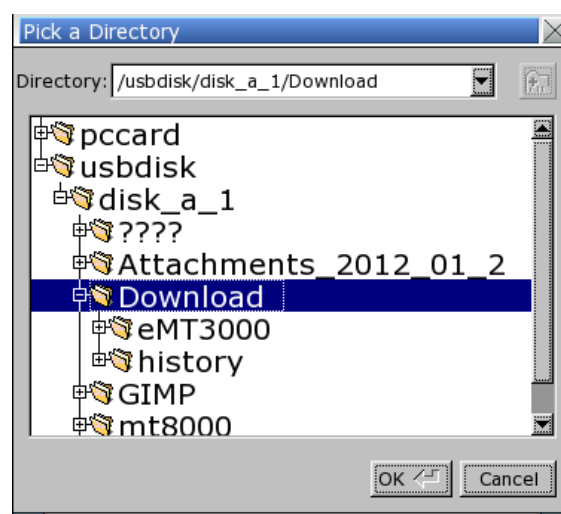 Pick a Directory
Directory: /usbdisk/disk_a_1/Download
pccard
usbdisk
disk_a_1
????
Attachments_2012_01_2
Download
eMT3000
history
GIMP
mt8000
OK Cancel